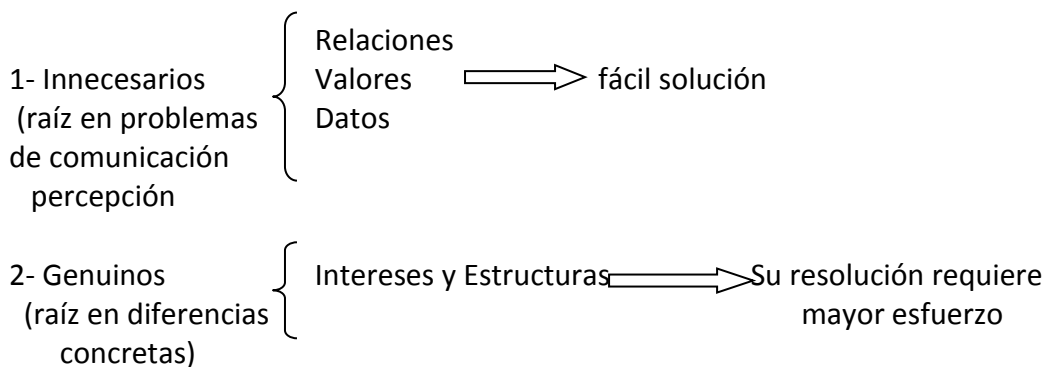 Relaciones
1- Innecesarios Valores fácil solución
(raíz en problemas Datos
de comunicación
percepción
2- Genuinos Intereses y Estructuras Su resolución requiere
(raíz en diferencias mayor esfuerzo
concretas)